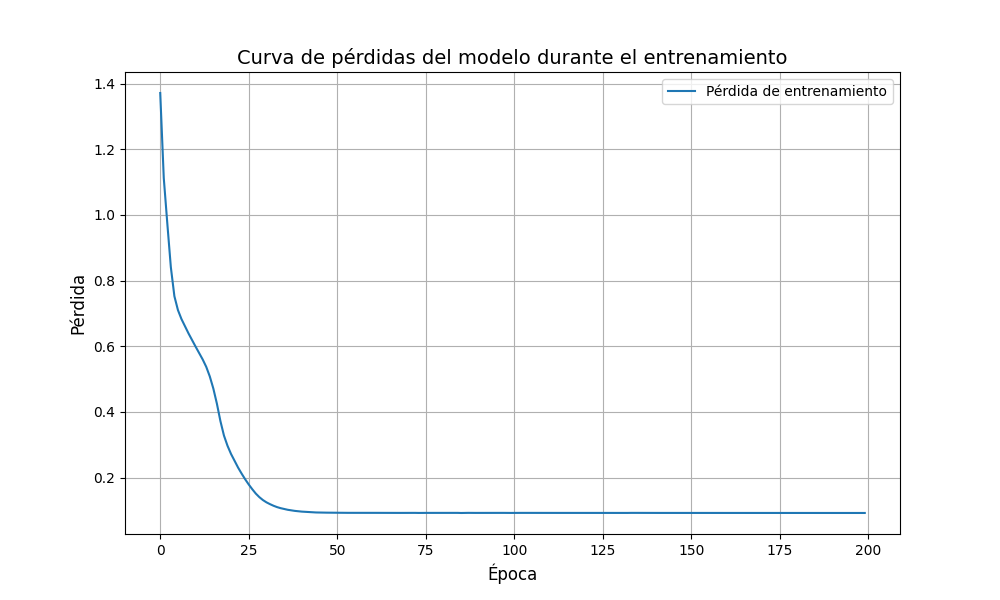 Curva de pérdidas del modelo durante el entrenamiento
Pérdida de entrenamiento
Pérdida
1.4
1.2
1.0
0.8
0.6
0.4
0.2
0 25 50 75 100 125 150 175 200
Época